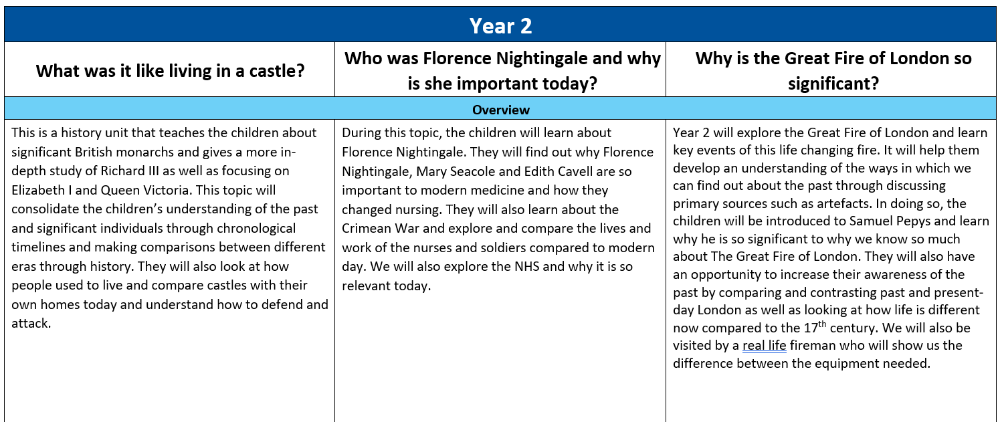 Year 2
What was it like living in a castle?
Who was Florence Nightingale and why
is she important today?
Why is the Great Fire of London so
significant?
Overview
This is a history unit that teaches the children about
significant British monarchs and gives a more in-
depth study of Richard III as well as focusing on
Elizabeth I and Queen Victoria. This topic will
consolidate the children’s understanding of the past
and significant individuals through chronological
timelines and making comparisons between different
eras through history. They will also look at how
people used to live and compare castles with their
own homes today and understand how to defend and
attack.
During this topic, the children will learn about
Florence Nightingale. They will find out why Florence
Nightingale, Mary Seacole and Edith Cavell are so
important to modern medicine and how they
changed nursing. They will also learn about the
Crimean War and explore and compare the lives and
work of the nurses and soldiers compared to modern
day. We will also explore the NHS and why it is so
relevant today.
Year 2 will explore the Great Fire of London and learn
key events of this life changing fire. It will help them
develop an understanding of the ways in which we
can find out about the past through discussing
primary sources such as artefacts. In doing so, the
children will be introduced to Samuel Pepys and learn
why he is so significant to why we know so much
about The Great Fire of London. They will also have
an opportunity to increase their awareness of the
past by comparing and contrasting past and present-
day London as well as looking at how life is different
now compared to the 17th century. We will also be
visited by a real life fireman who will show us the
difference between the equipment needed.